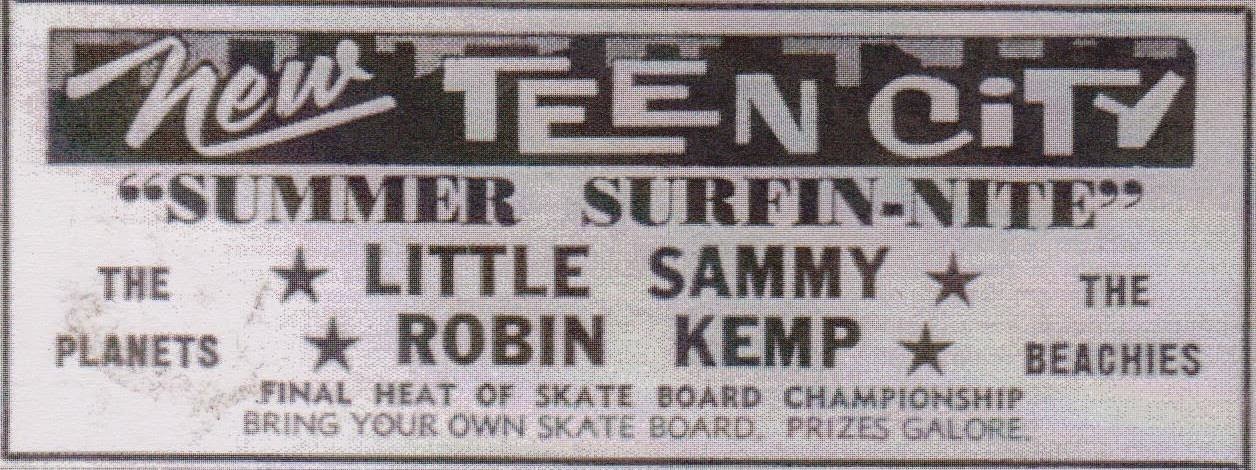 New TEEN CiTY
“SUMMER SURFIN-NITE”
THE PLANETS
★ LITTLE SAMMY ★
★ ROBIN KEMP ★
THE BEACHIES
FINAL HEAT OF SKATE BOARD CHAMPIONSHIP
BRING YOUR OWN SKATE BOARD. PRIZES GALORE.